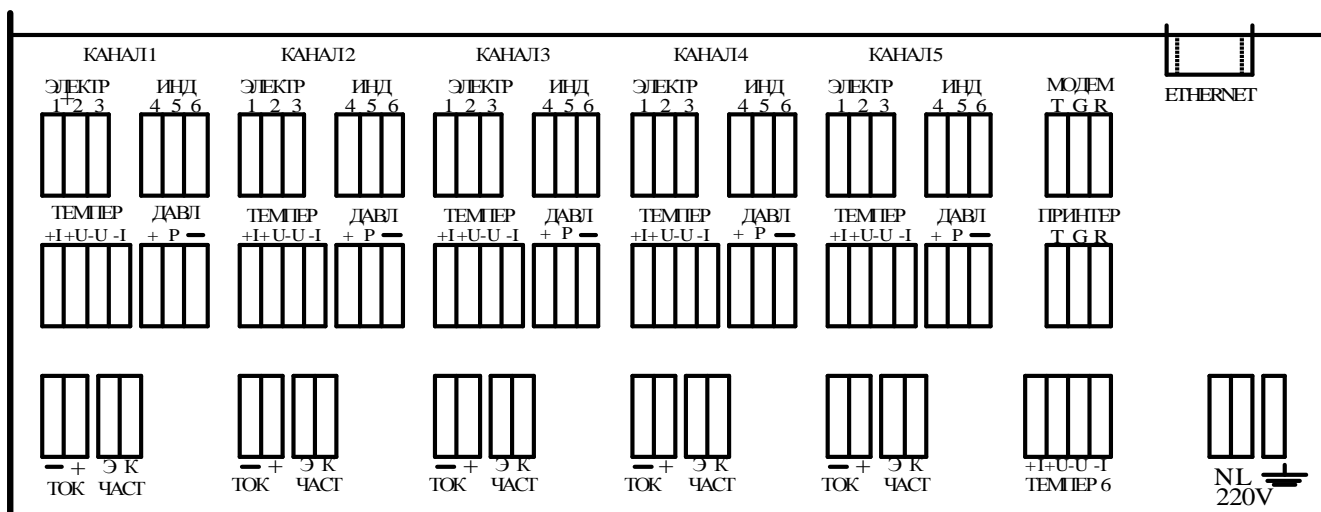 КАНАЛ1 КАНАЛ2 КАНАЛ3 КАНАЛ4 КАНАЛ5
ЭЛЕКТР ИНД ЭЛЕКТР ИНД ЭЛЕКТР ИНД ЭЛЕКТР ИНД ЭЛЕКТР ИНД МОДЕМ ETHERNET
1 2 3 4 5 6 1 2 3 4 5 6 1 2 3 4 5 6 1 2 3 4 5 6 1 2 3 4 5 6 T G R
+
ТЕМПЕР ДАВЛ ТЕМПЕР ДАВЛ ТЕМПЕР ДАВЛ ТЕМПЕР ДАВЛ ТЕМПЕР ДАВЛ ПРИНТЕР
+I+U-U -I + P – +I+U-U -I + P – +I+U-U -I + P – +I+U-U -I + P – +I+U-U -I + P – T G R
– + Э К – + Э К – + Э К – + Э К – + Э К +I+U-U -I NL
ТОК ЧАСТ ТОК ЧАСТ ТОК ЧАСТ ТОК ЧАСТ ТОК ЧАСТ ТЕМПЕР 6 220V